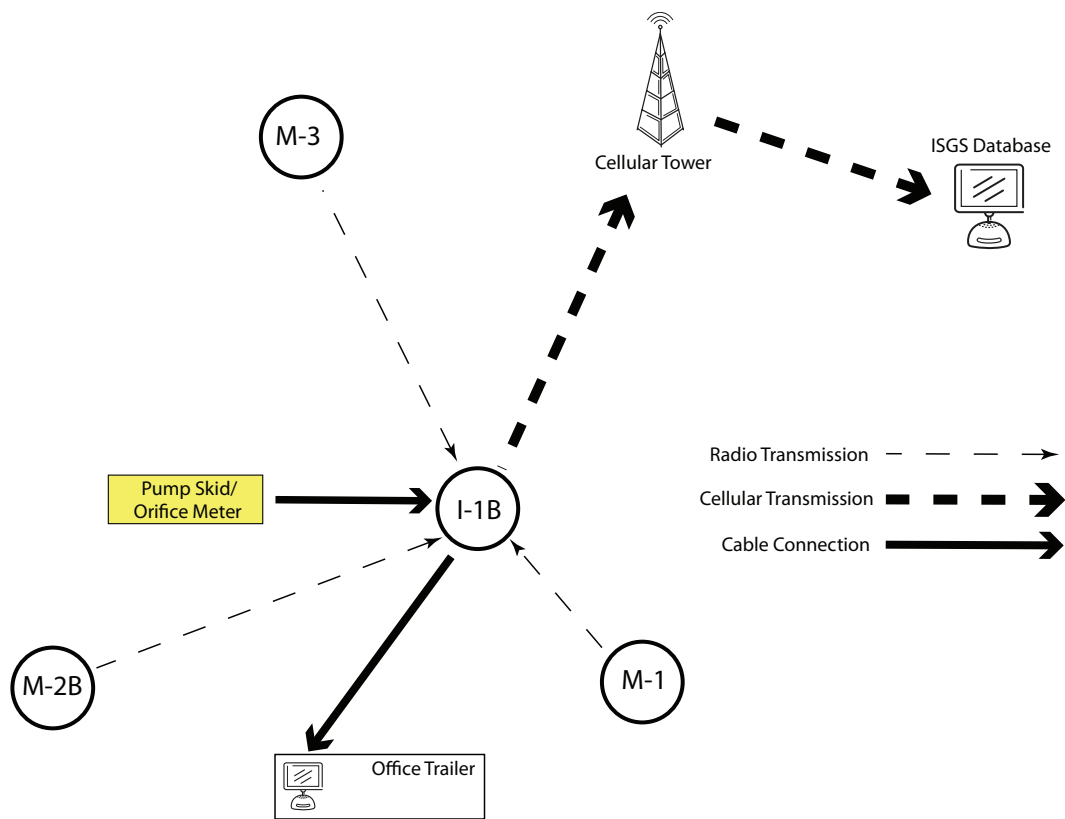 M-3
Cellular Tower
ISGS Database
Radio Transmission
Pump Skid/
Orifice Meter
I-1B
Cellular Transmission
Cable Connection
M-2B
M-1
Office Trailer